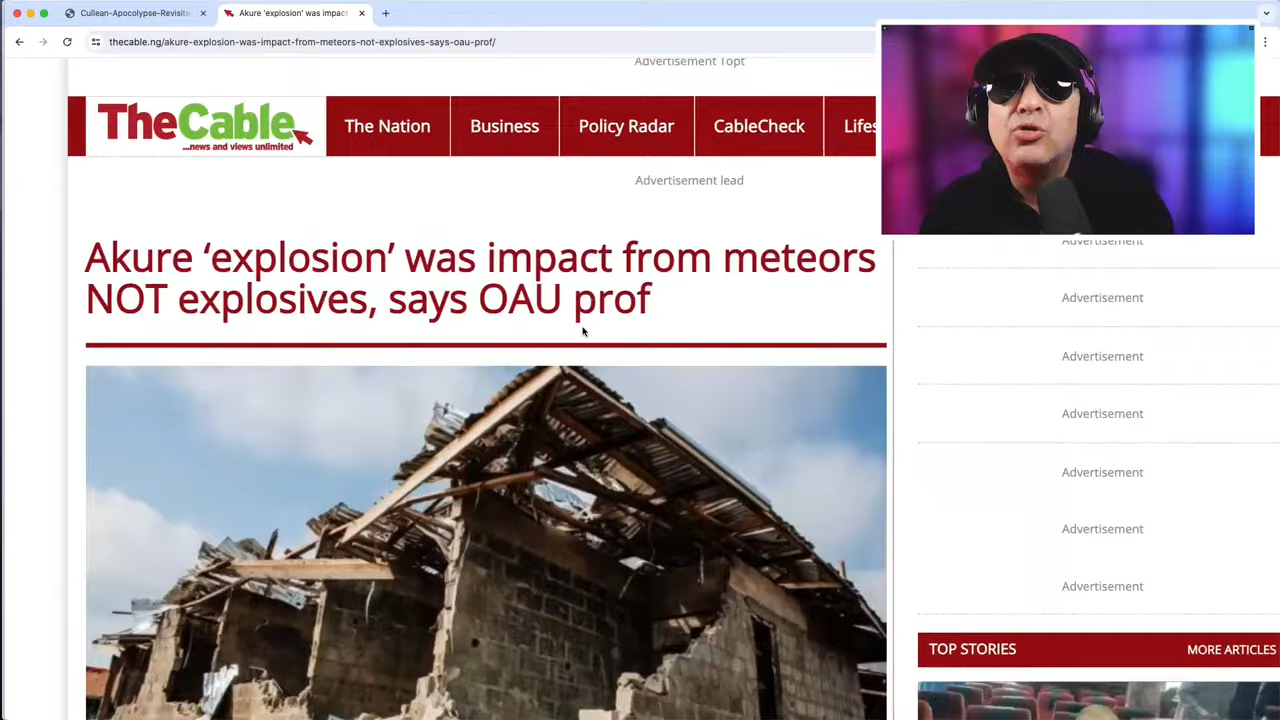 Cullean-Apocolypse-Revisite
Akure 'explosion' was impact
thecable.ng/akure-explosion-was-impact-from-meteors-not-explosives-says-oau-prof/
Advertisement Topt
TheCable
...news and views unlimited
The Nation
Business
Policy Radar
CableCheck
Lifes
Advertisement lead
Akure ‘explosion’ was impact from meteors
NOT explosives, says OAU prof
Advertisement
Advertisement
Advertisement
Advertisement
Advertisement
Advertisement
Advertisement
TOP STORIES
MORE ARTICLES